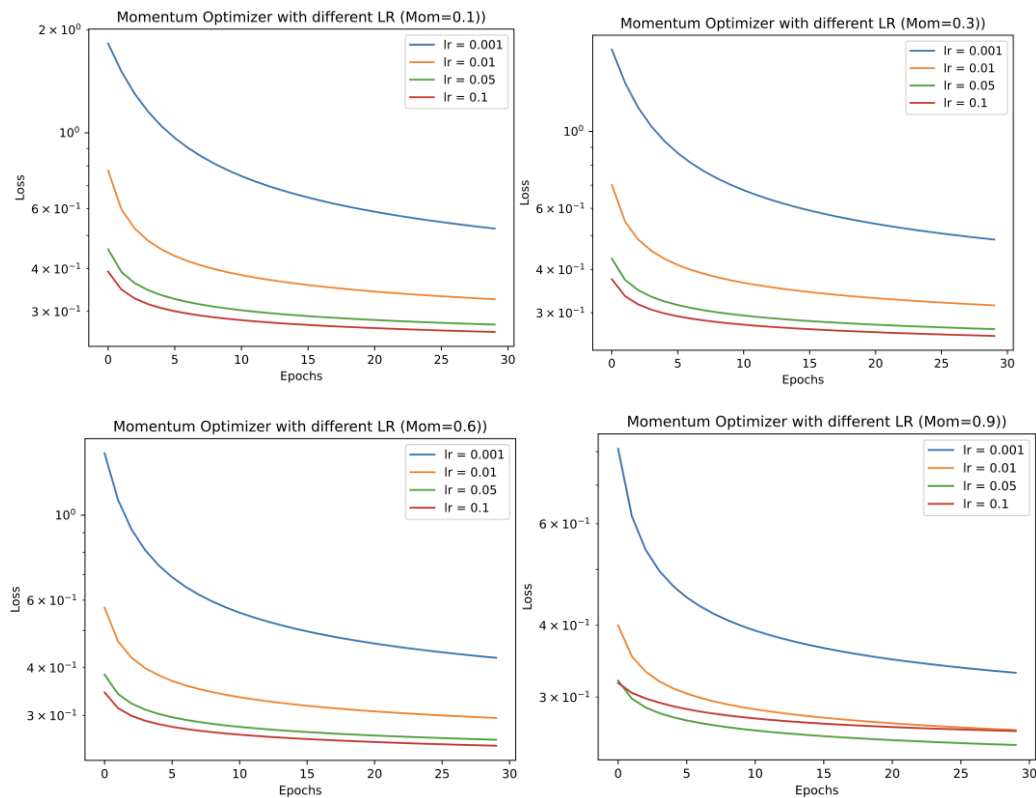 Momentum Optimizer with different LR (Mom=0.1))
2 × 10⁰
10⁰
6 × 10⁻¹
4 × 10⁻¹
3 × 10⁻¹
Loss
lr = 0.001
lr = 0.01
lr = 0.05
lr = 0.1
0 5 10 15 20 25 30
Epochs
Momentum Optimizer with different LR (Mom=0.3))
10⁰
6 × 10⁻¹
4 × 10⁻¹
3 × 10⁻¹
Loss
lr = 0.001
lr = 0.01
lr = 0.05
lr = 0.1
0 5 10 15 20 25 30
Epochs
Momentum Optimizer with different LR (Mom=0.6))
10⁰
6 × 10⁻¹
4 × 10⁻¹
3 × 10⁻¹
Loss
lr = 0.001
lr = 0.01
lr = 0.05
lr = 0.1
0 5 10 15 20 25 30
Epochs
Momentum Optimizer with different LR (Mom=0.9))
6 × 10⁻¹
4 × 10⁻¹
3 × 10⁻¹
Loss
lr = 0.001
lr = 0.01
lr = 0.05
lr = 0.1
0 5 10 15 20 25 30
Epochs